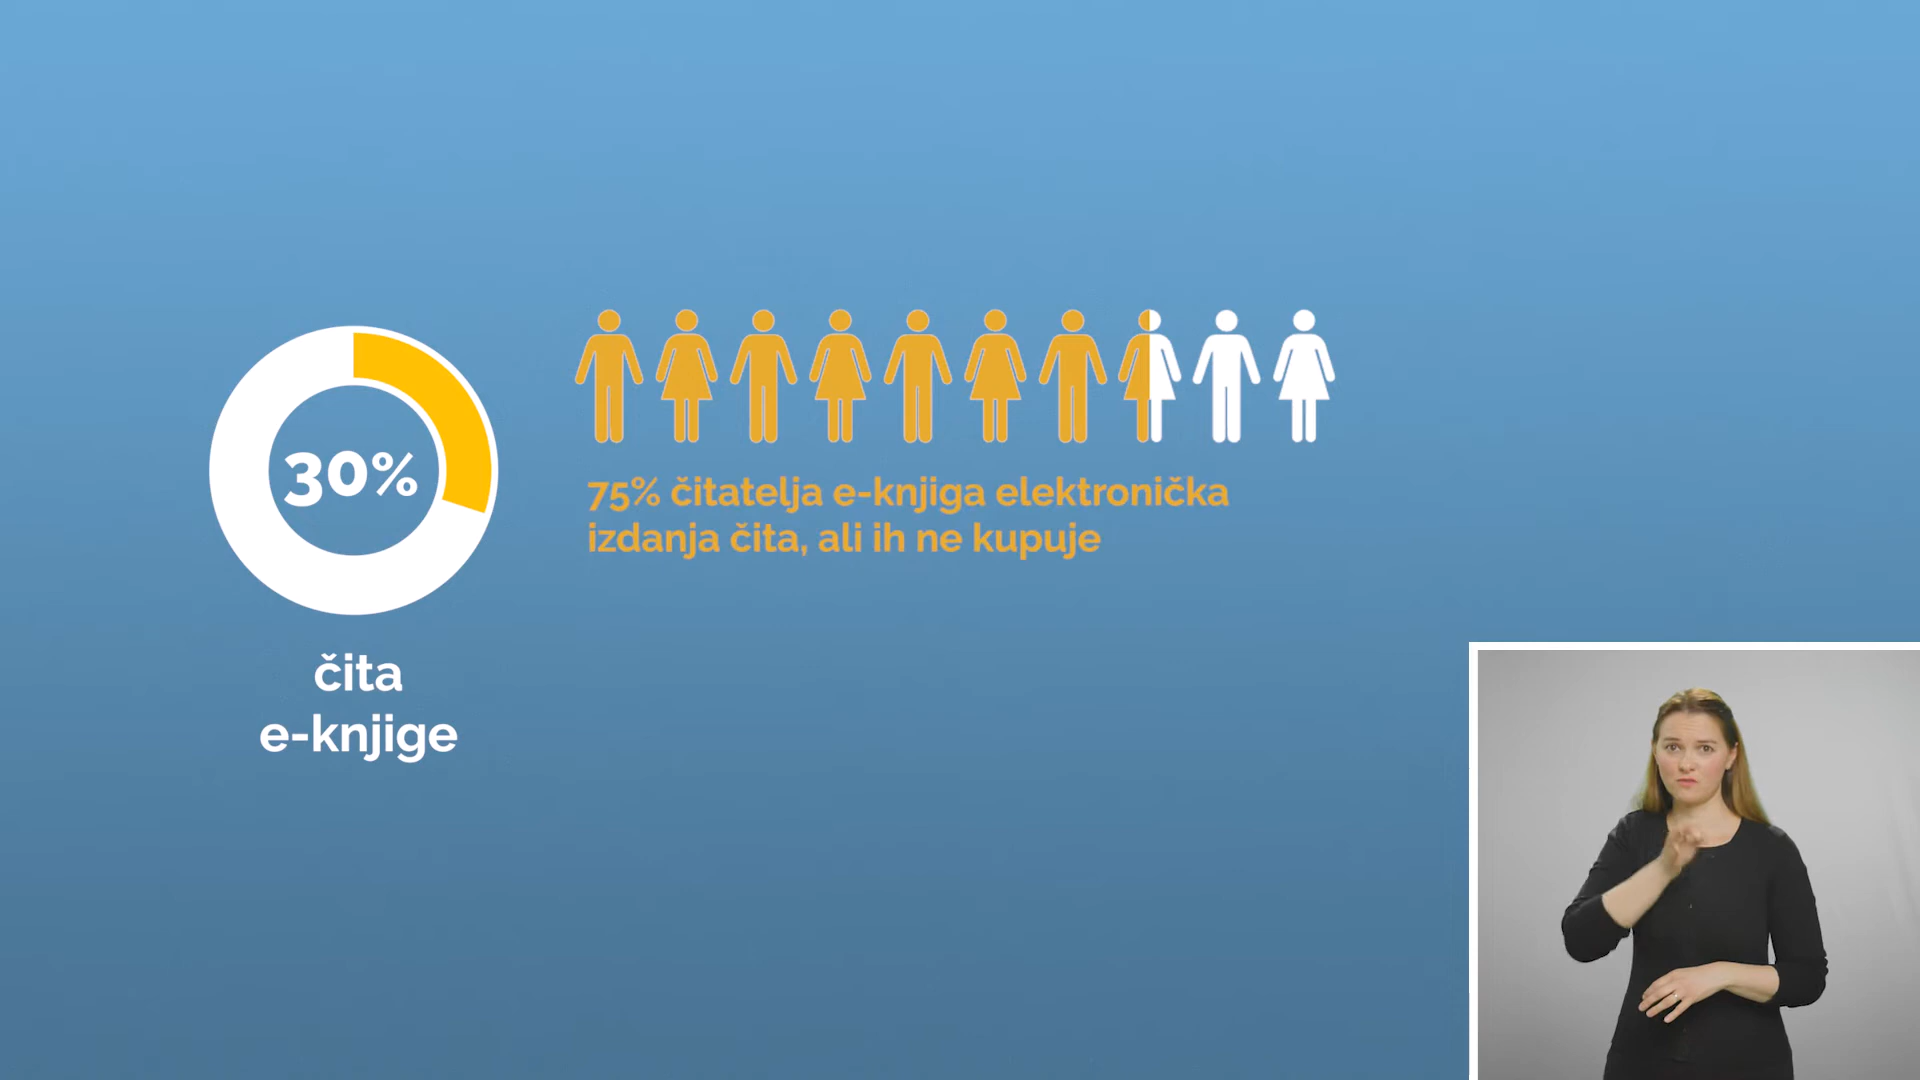 30%
čita
e-knjige
75% čitatelja e-knjiga elektronička
izdanja čita, ali ih ne kupuje